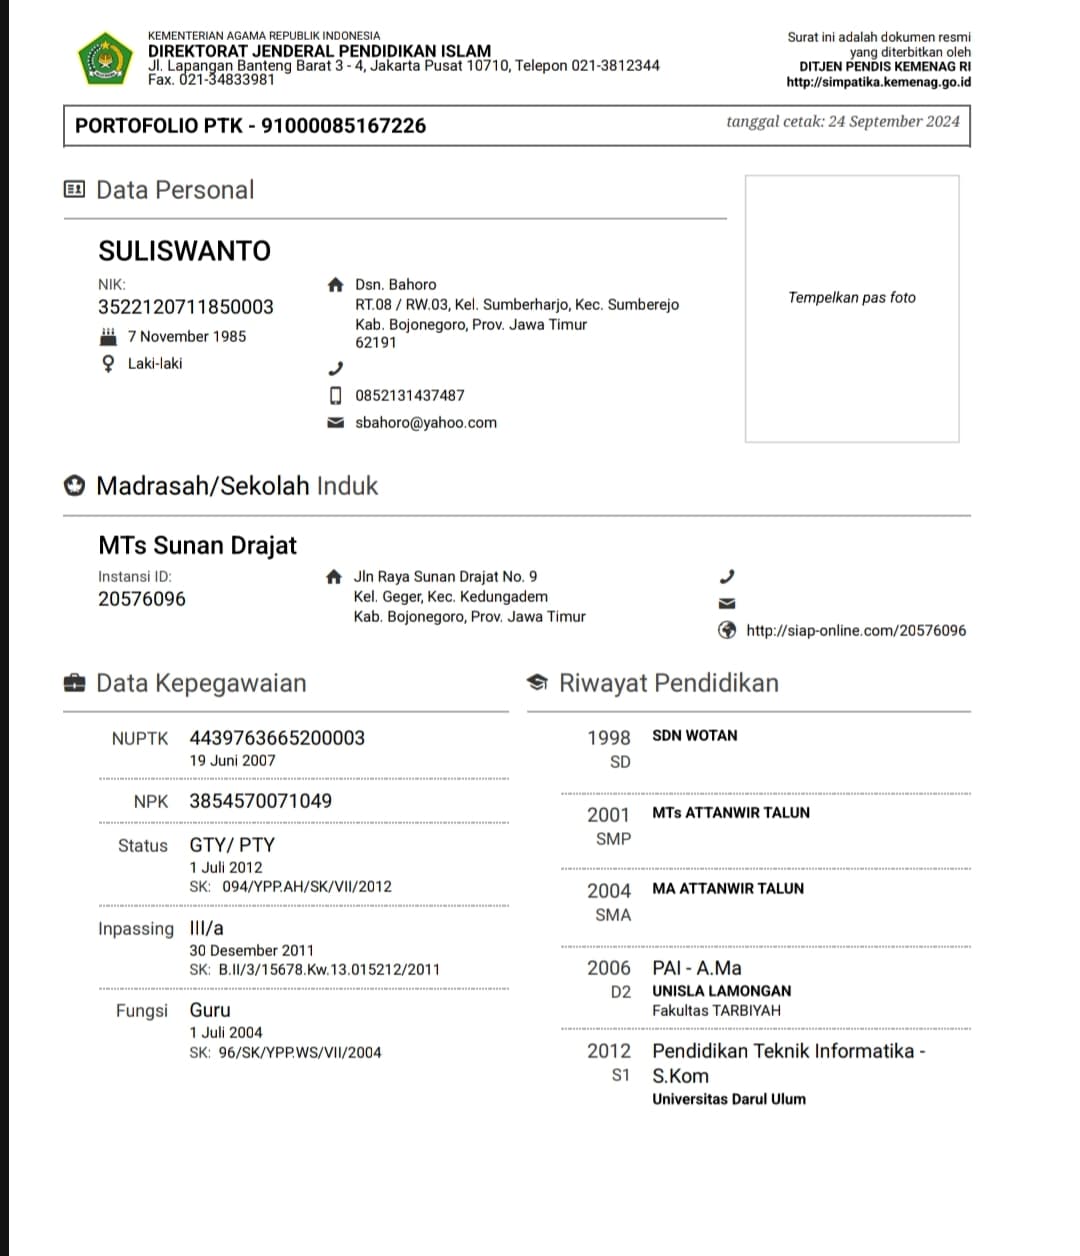 KEMENTERIAN AGAMA REPUBLIK INDONESIA
DIREKTORAT JENDERAL PENDIDIKAN ISLAM
Jl. Lapangan Banteng Barat 3 - 4, Jakarta Pusat 10710, Telepon 021-3812344
Fax. 021-34833981
Surat ini adalah dokumen resmi
yang diterbitkan oleh
DITJEN PENDIS KEMENAG RI
http://simpatika.kemenag.go.id
PORTOFOLIO PTK - 91000085167226
tanggal cetak: 24 September 2024
Data Personal
SULISWANTO
NIK:
3522120711850003
7 November 1985
Laki-laki
Dsn. Bahoro
RT.08 / RW.03, Kel. Sumberharjo, Kec. Sumberejo
Kab. Bojonegoro, Prov. Jawa Timur
62191
0852131437487
sbahoro@yahoo.com
Tempelkan pas foto
Madrasah/Sekolah Induk
MTs Sunan Drajat
Instansi ID:
20576096
Jln Raya Sunan Drajat No. 9
Kel. Geger, Kec. Kedungadem
Kab. Bojonegoro, Prov. Jawa Timur
http://siap-online.com/20576096
Data Kepegawaian
NUPTK 4439763665200003
19 Juni 2007
NPK 3854570071049
Status GTY/ PTY
1 Juli 2012
SK: 094/YPP.AH/SK/VII/2012
Inpassing III/a
30 Desember 2011
SK: B.II/3/15678.Kw.13.015212/2011
Fungsi Guru
1 Juli 2004
SK: 96/SK/YPP.WS/VII/2004
Riwayat Pendidikan
1998 SDN WOTAN
SD
2001 MTs ATTANWIR TALUN
SMP
2004 MA ATTANWIR TALUN
SMA
2006 PAI - A.Ma
D2 UNISLA LAMONGAN
Fakultas TARBIYAH
2012 Pendidikan Teknik Informatika -
S1 S.Kom
Universitas Darul Ulum